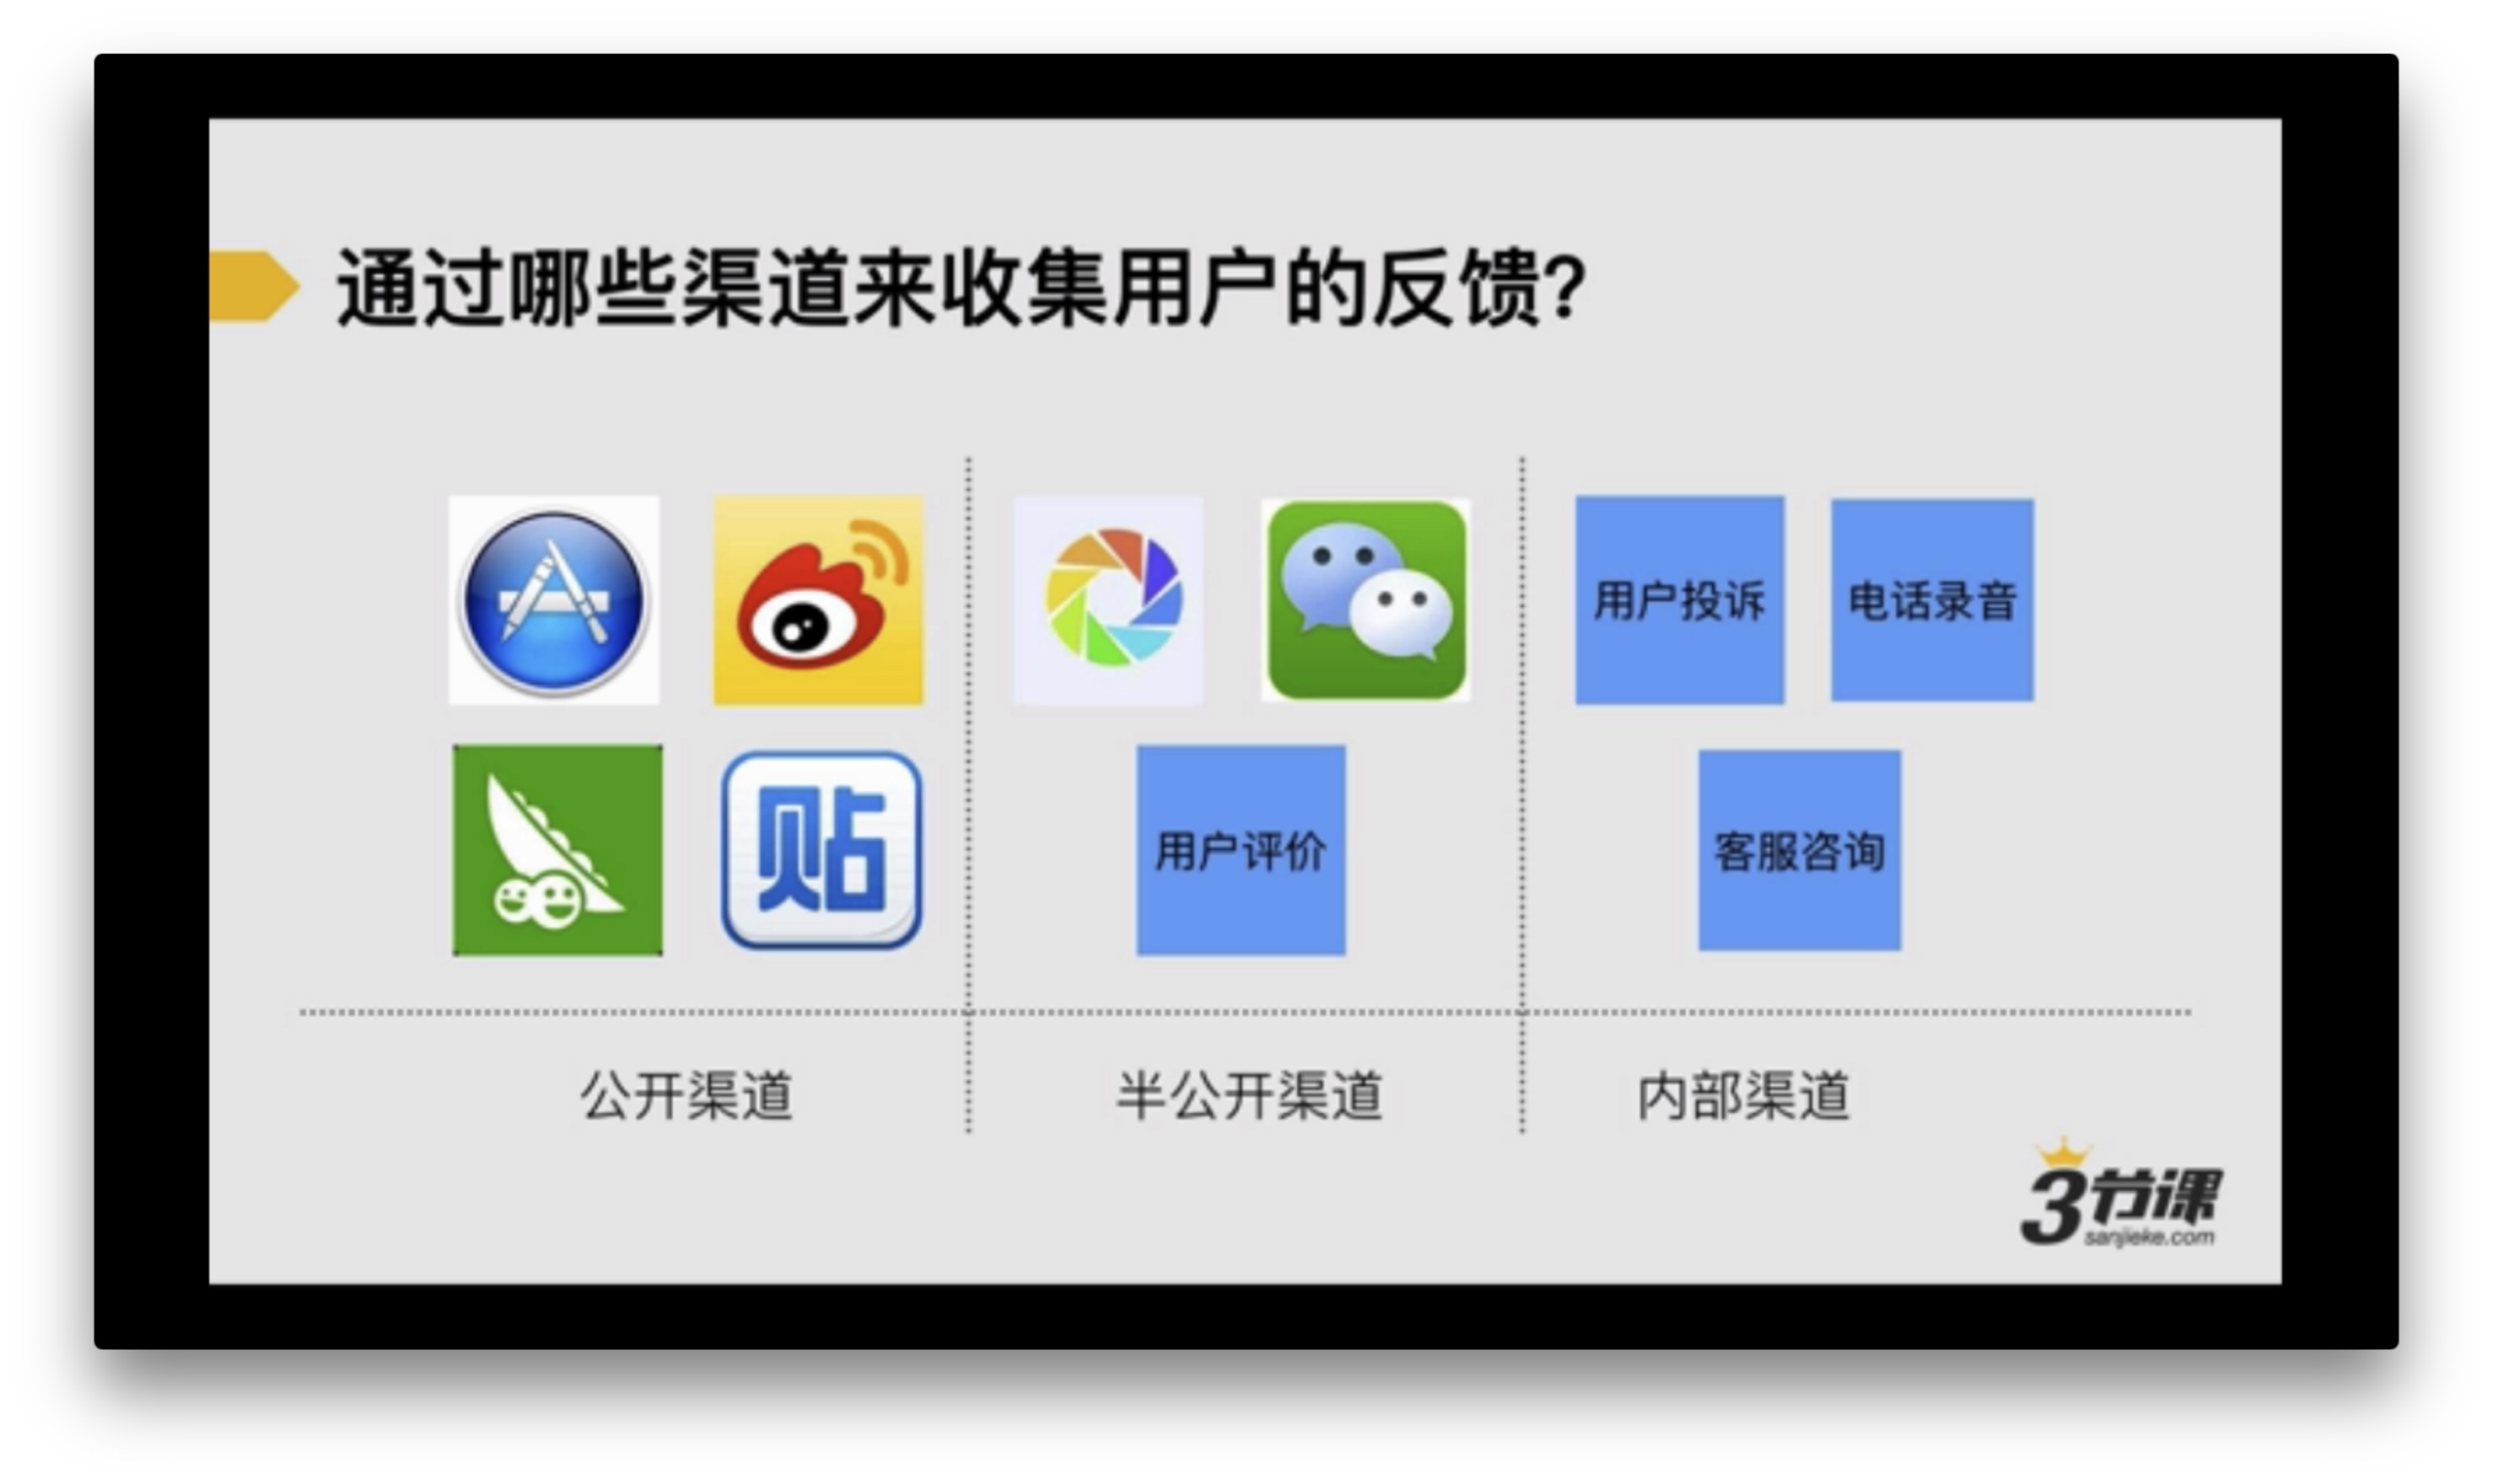 通过哪些渠道来收集用户的反馈?
用户投诉
电话录音
贴
用户评价
客服咨询
公开渠道
半公开渠道
内部渠道
3节课
sanjieke.com